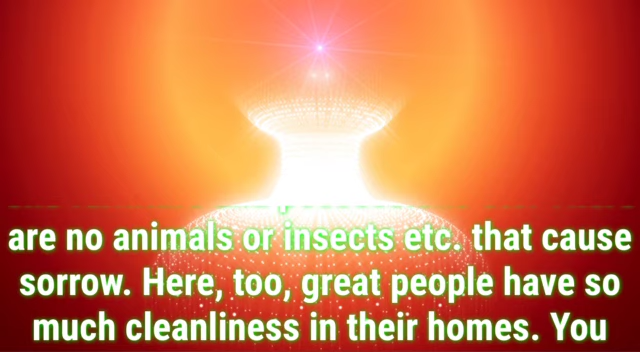 are no animals or insects etc. that cause
sorrow. Here, too, great people have so
much cleanliness in their homes. You